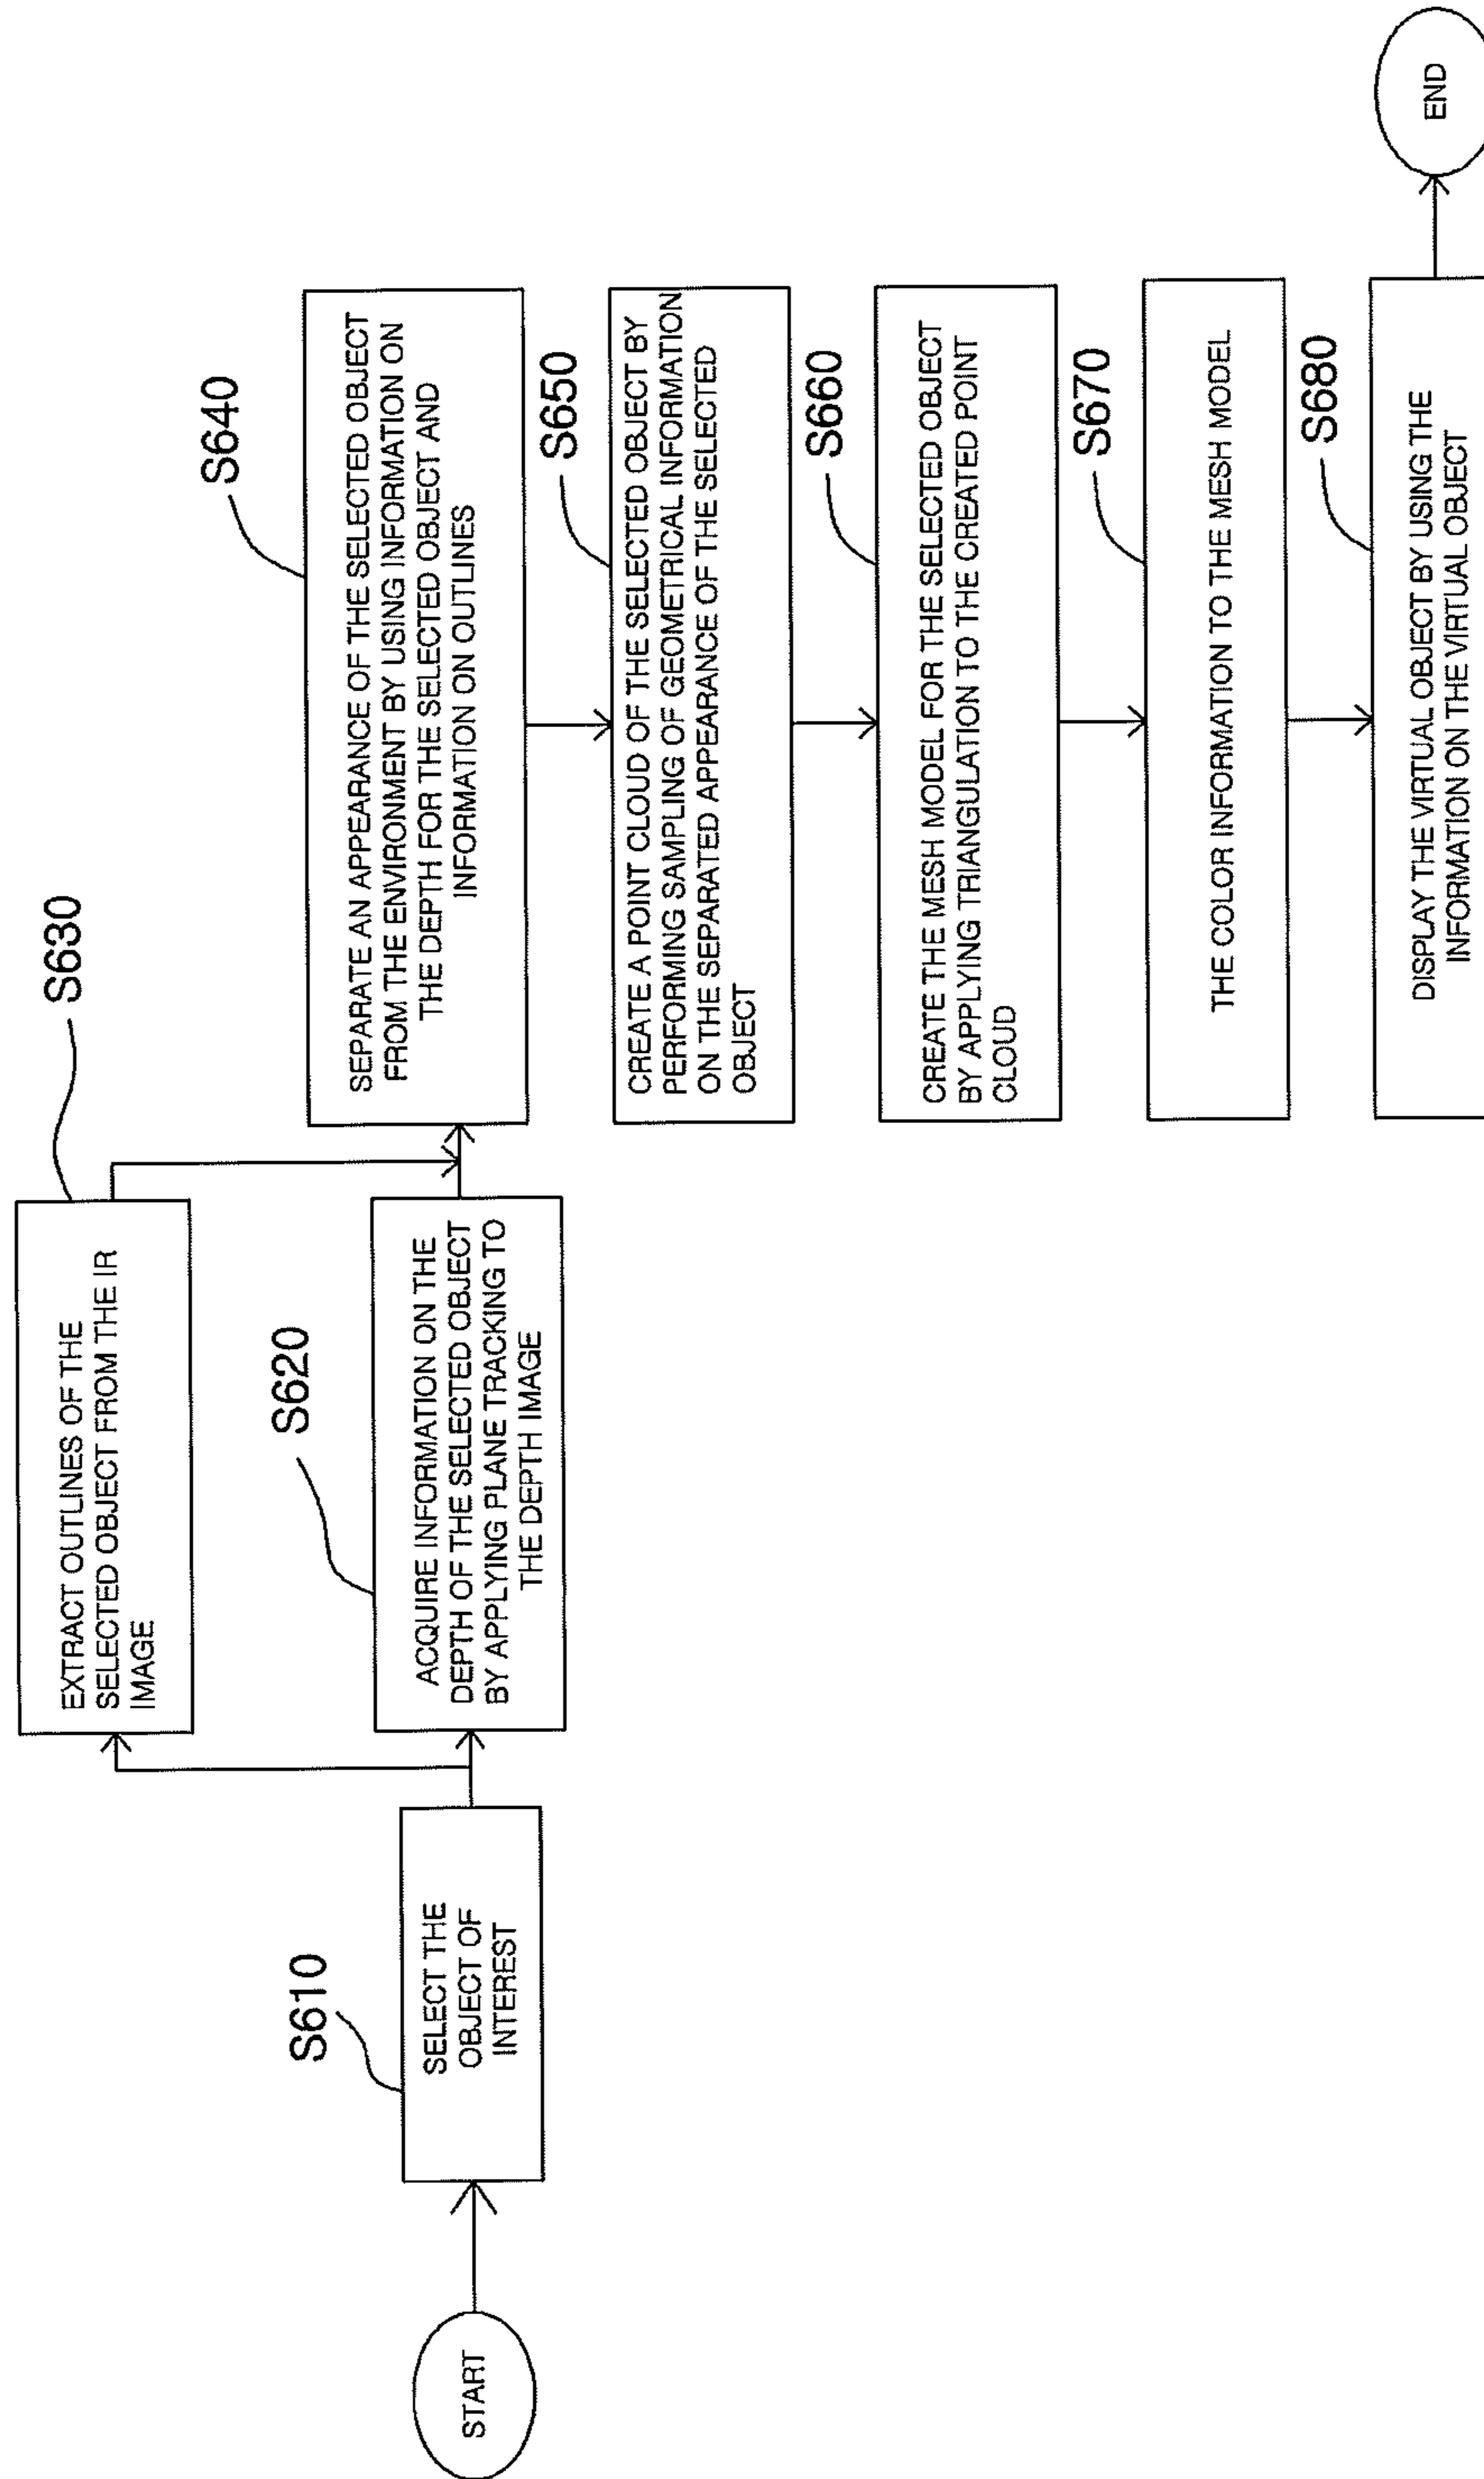 START
S610
SELECT THE
OBJECT OF
INTEREST
S630
EXTRACT OUTLINES OF THE
SELECTED OBJECT FROM THE IR
IMAGE
S620
ACQUIRE INFORMATION ON THE
DEPTH OF THE SELECTED OBJECT
BY APPLYING PLANE TRACKING TO
THE DEPTH IMAGE
S640
SEPARATE AN APPEARANCE OF THE SELECTED OBJECT
FROM THE ENVIRONMENT BY USING INFORMATION ON
THE DEPTH FOR THE SELECTED OBJECT AND
INFORMATION ON OUTLINES
S650
CREATE A POINT CLOUD OF THE SELECTED OBJECT BY
PERFORMING SAMPLING OF GEOMETRICAL INFORMATION
ON THE SEPARATED APPEARANCE OF THE SELECTED
OBJECT
S660
CREATE THE MESH MODEL FOR THE SELECTED OBJECT
BY APPLYING TRIANGULATION TO THE CREATED POINT
CLOUD
S670
THE COLOR INFORMATION TO THE MESH MODEL
S680
DISPLAY THE VIRTUAL OBJECT BY USING THE
INFORMATION ON THE VIRTUAL OBJECT
END